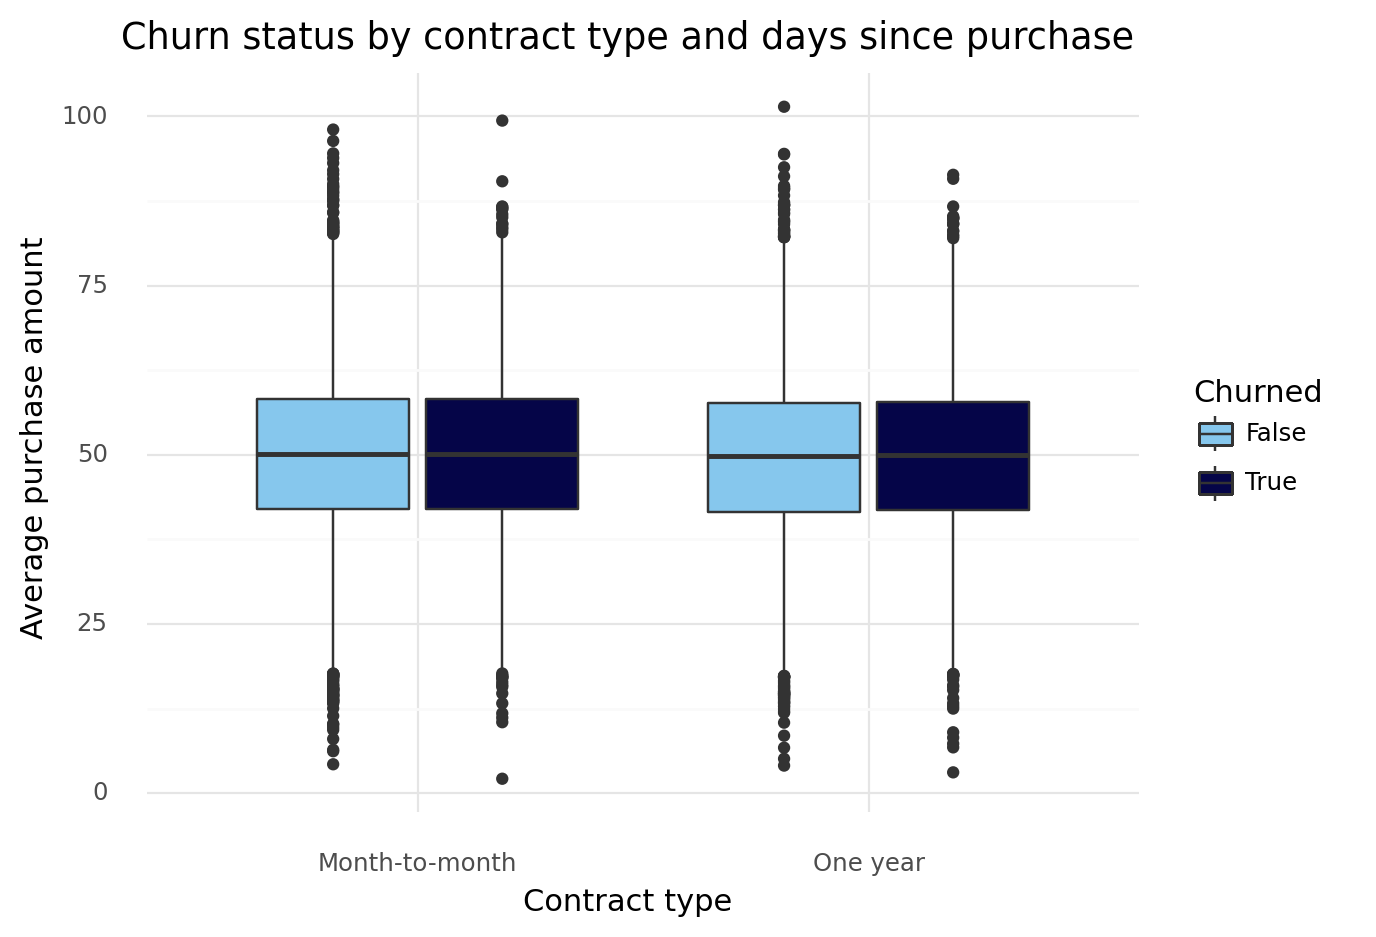 Churn status by contract type and days since purchase
Average purchase amount
100
75
50
25
0
Month-to-month
One year
Contract type
Churned
False
True